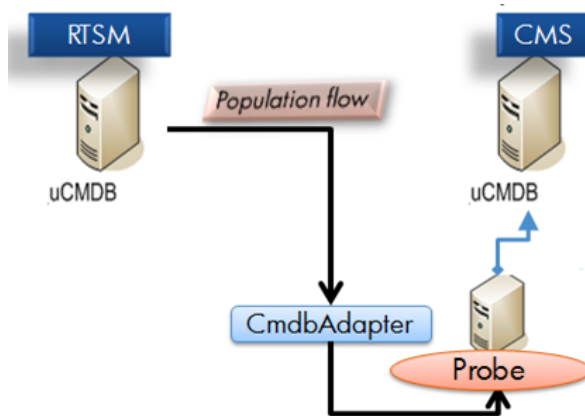 RTSM
CMS
Population flow
uCMDB
uCMDB
CmdbAdapter
Probe